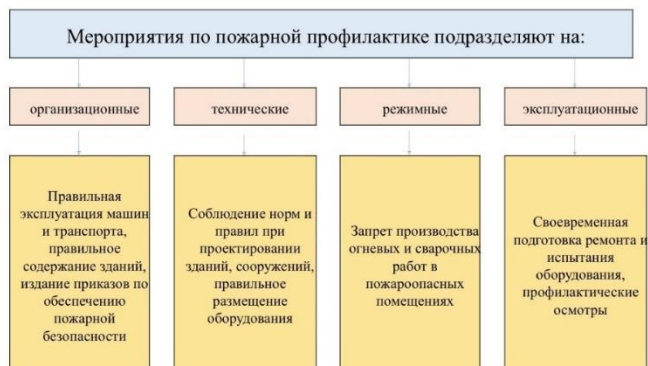 Мероприятия по пожарной профилактике подразделяют на:
организационные
технические
режимные
эксплуатационные
Правильная
эксплуатация машин
и транспорта,
правильное
содержание зданий,
издание приказов по
обеспечению
пожарной
безопасности
Соблюдение норм и
правил при
проектировании
зданий, сооружений,
правильное
размещение
оборудования
Запрет производства
огневых и сварочных
работ в
пожароопасных
помещениях
Своевременная
подготовка ремонта и
испытания
оборудования,
профилактические
осмотры